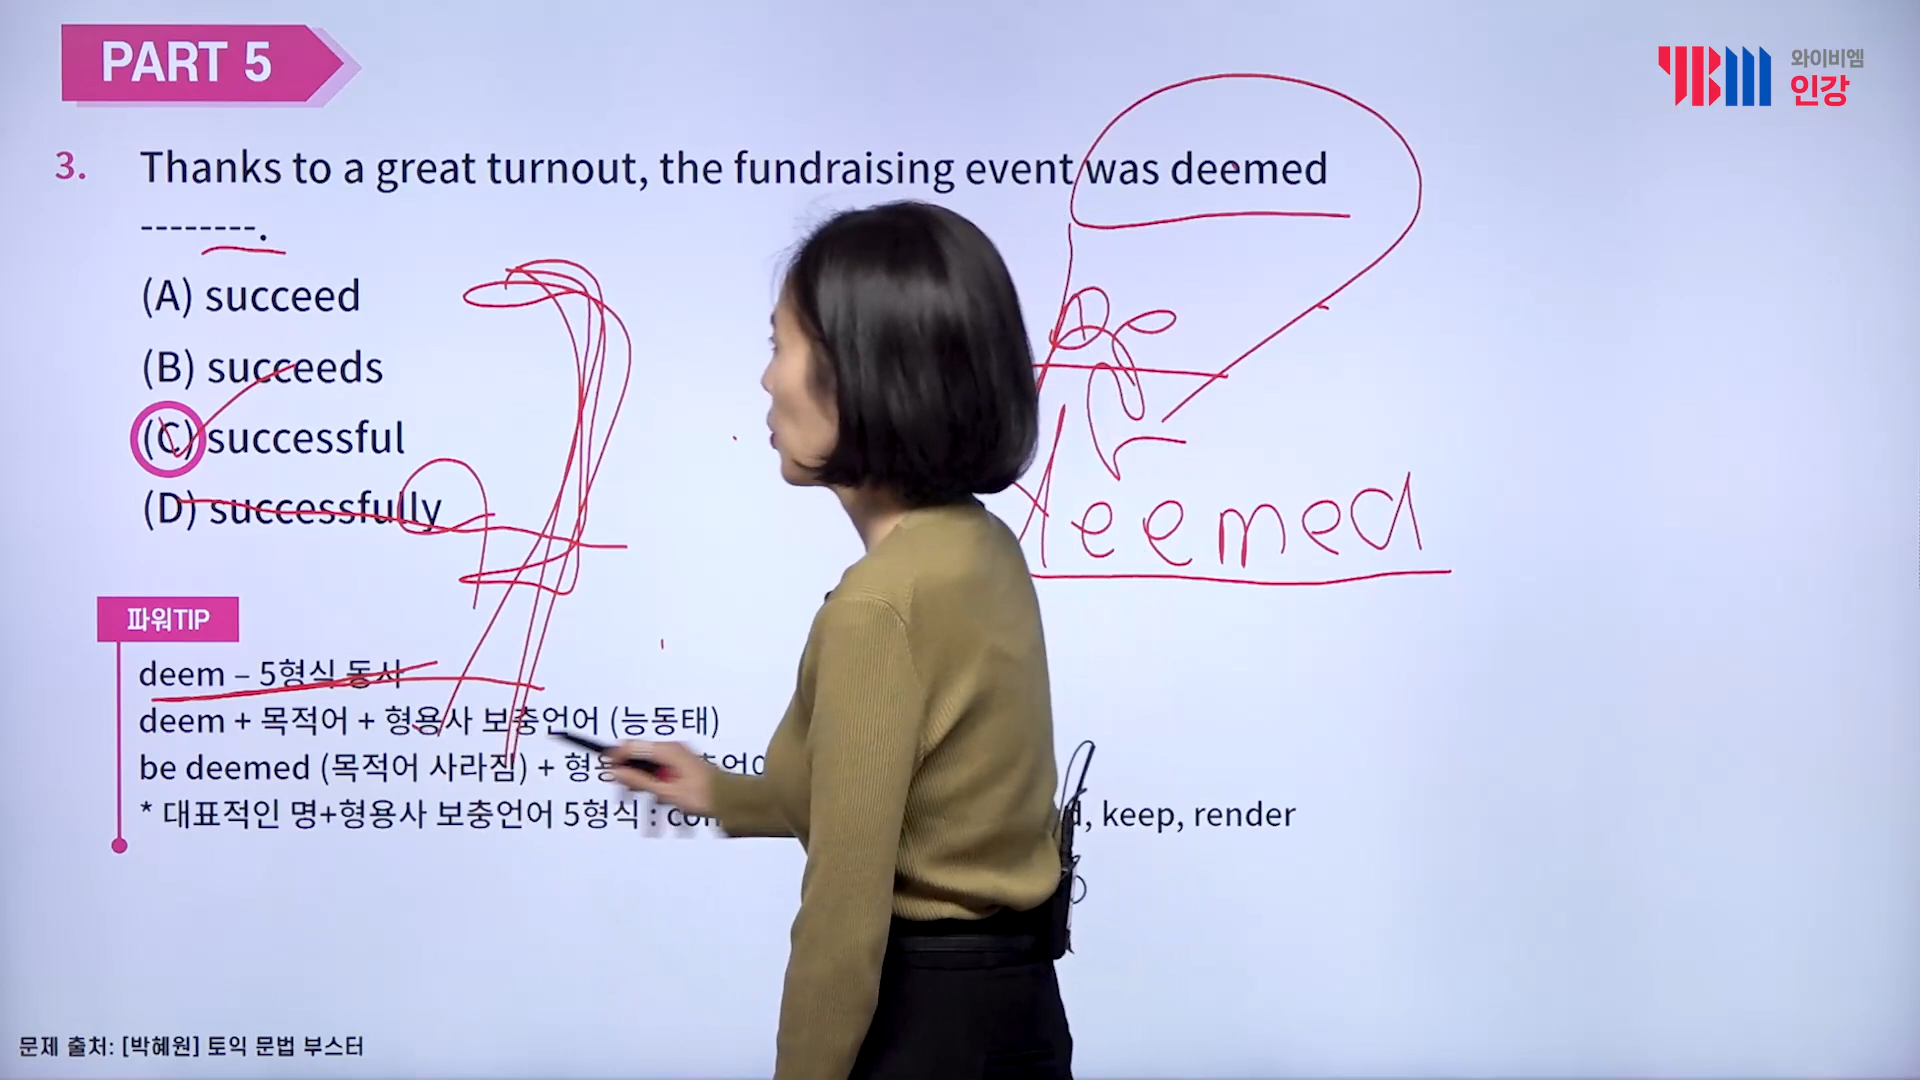 PART 5
YBM 와이비엠
인강
3. Thanks to a great turnout, the fundraising event was deemed
--------.
(A) succeed
(B) succeeds
(C) successful
(D) successfully
Be
deemed
파워TIP
deem – 5형식 동사
deem + 목적어 + 형용사 보충언어 (능동태)
be deemed (목적어 사라짐) +
* 대표적인 명+형용사 보충언어 5형식 : keep, render
문제 출처: [박혜원] 토익 문법 부스터